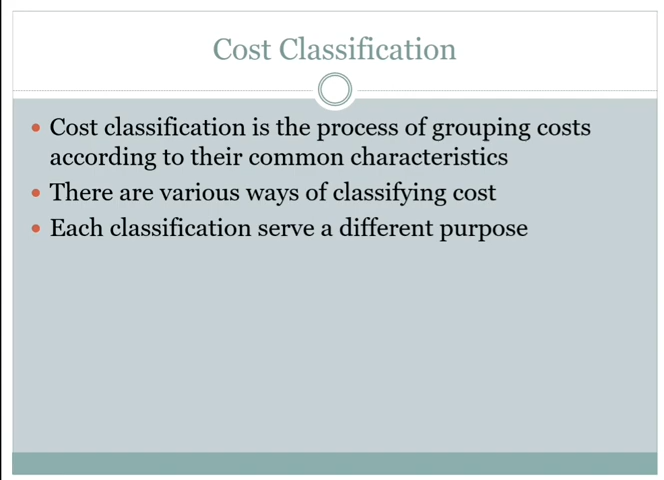 Cost Classification
• Cost classification is the process of grouping costs
according to their common characteristics
• There are various ways of classifying cost
• Each classification serve a different purpose